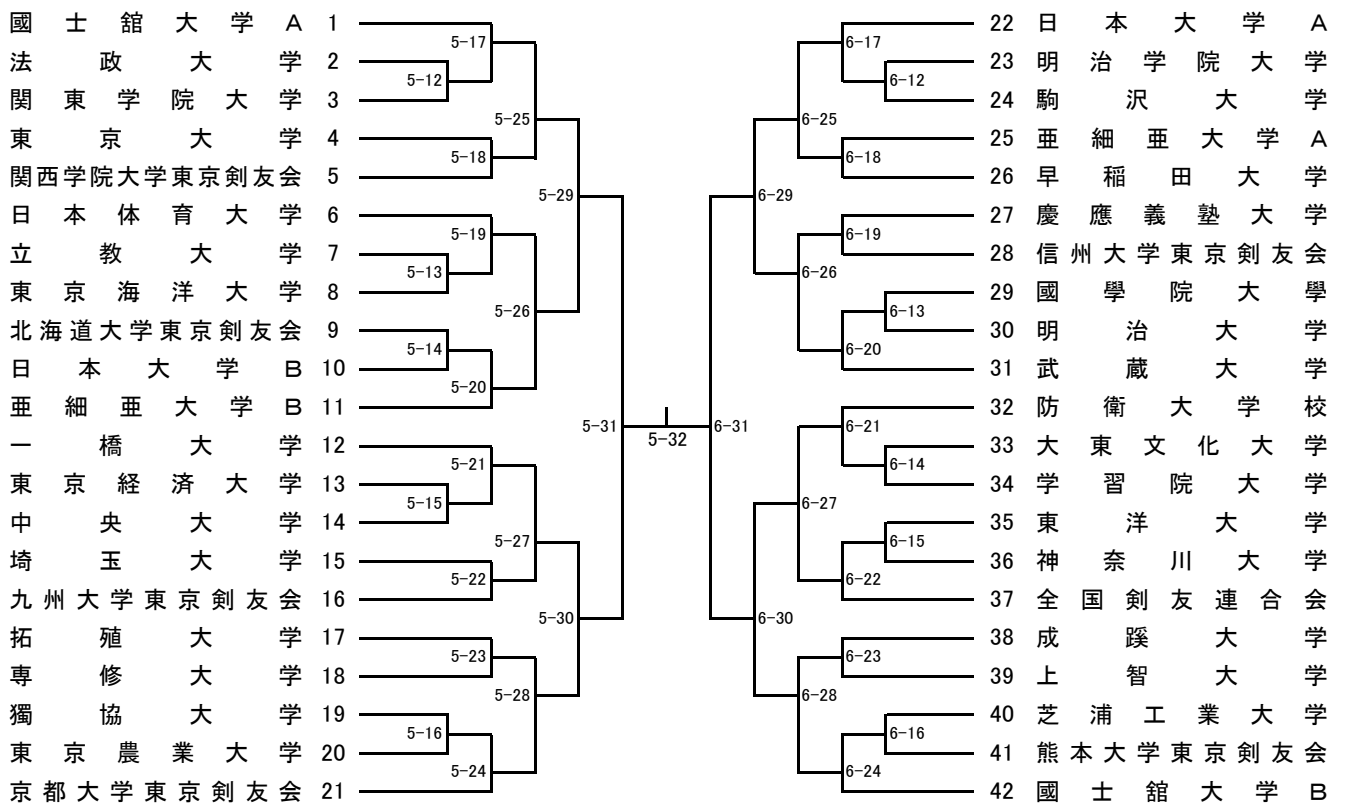 國士舘大学A 1
法政大学 2
関東学院大学 3
東京大学 4
関西学院大学東京剣友会 5
日本体育大学 6
立教大学 7
東京海洋大学 8
北海道大学東京剣友会 9
日本大学B 10
亜細亜大学B 11
一橋大学 12
東京経済大学 13
中央大学 14
埼玉大学 15
九州大学東京剣友会 16
拓殖大学 17
専修大学 18
獨協大学 19
東京農業大学 20
京都大学東京剣友会 21
5-17
5-12
5-25
5-18
5-29
5-19
5-13
5-26
5-14
5-20
5-31
5-21
5-15
5-27
5-22
5-30
5-23
5-28
5-16
5-24
5-32
6-17
6-12
6-25
6-18
6-29
6-19
6-26
6-13
6-20
6-31
6-21
6-14
6-27
6-15
6-22
6-30
6-23
6-28
6-16
6-24
22 日本大学A
23 明治学院大学
24 駒沢大学
25 亜細亜大学A
26 早稲田大学
27 慶應義塾大学
28 信州大学東京剣友会
29 國學院大學
30 明治大学
31 武蔵大学
32 防衛大学校
33 大東文化大学
34 学習院大学
35 東洋大学
36 神奈川大学
37 全国剣友連合会
38 成蹊大学
39 上智大学
40 芝浦工業大学
41 熊本大学東京剣友会
42 國士舘大学B